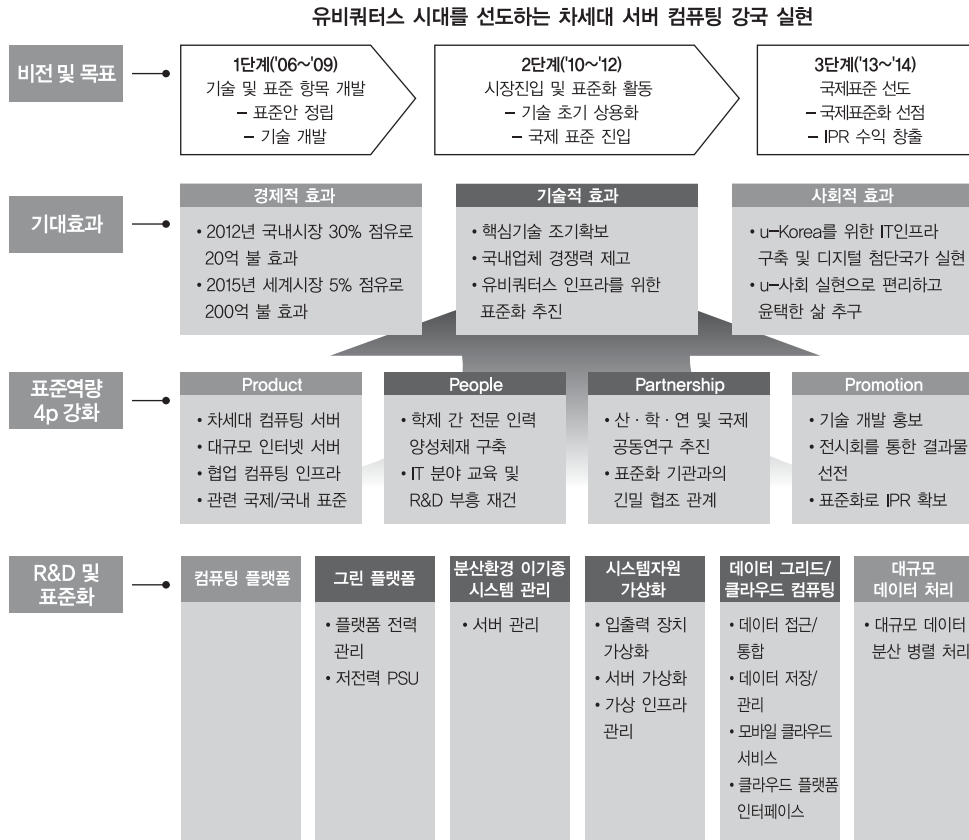 유비쿼터스 시대를 선도하는 차세대 서버 컴퓨팅 강국 실현
비전 및 목표
1단계('06~'09)
기술 및 표준 항목 개발
– 표준안 정립
– 기술 개발
2단계('10~'12)
시장진입 및 표준화 활동
– 기술 초기 상용화
– 국제 표준 진입
3단계('13~'14)
국제표준 선도
– 국제표준화 선점
– IPR 수익 창출
기대효과
경제적 효과
• 2012년 국내시장 30% 점유로
20억 불 효과
• 2015년 세계시장 5% 점유로
200억 불 효과
기술적 효과
• 핵심기술 조기확보
• 국내업체 경쟁력 제고
• 유비쿼터스 인프라를 위한
표준화 추진
사회적 효과
• u–Korea를 위한 IT인프라
구축 및 디지털 첨단국가 실현
• u–사회 실현으로 편리하고
윤택한 삶 추구
표준역량
4p 강화
Product
• 차세대 컴퓨팅 서버
• 대규모 인터넷 서버
• 협업 컴퓨팅 인프라
• 관련 국제/국내 표준
People
• 학제 간 전문 인력
양성체재 구축
• IT 분야 교육 및
R&D 부흥 재건
Partnership
• 산 · 학 · 연 및 국제
공동연구 추진
• 표준화 기관과의
긴밀 협조 관계
Promotion
• 기술 개발 홍보
• 전시회를 통한 결과물
선전
• 표준화로 IPR 확보
R&D 및
표준화
컴퓨팅 플랫폼
그린 플랫폼
• 플랫폼 전력
관리
• 저전력 PSU
분산환경 이기종
시스템 관리
• 서버 관리
시스템자원
가상화
• 입출력 장치
가상화
• 서버 가상화
• 가상 인프라
관리
데이터 그리드/
클라우드 컴퓨팅
• 데이터 접근/
통합
• 데이터 저장/
관리
• 모바일 클라우드
서비스
• 클라우드 플랫폼
인터페이스
대규모
데이터 처리
• 대규모 데이터
분산 병렬 처리